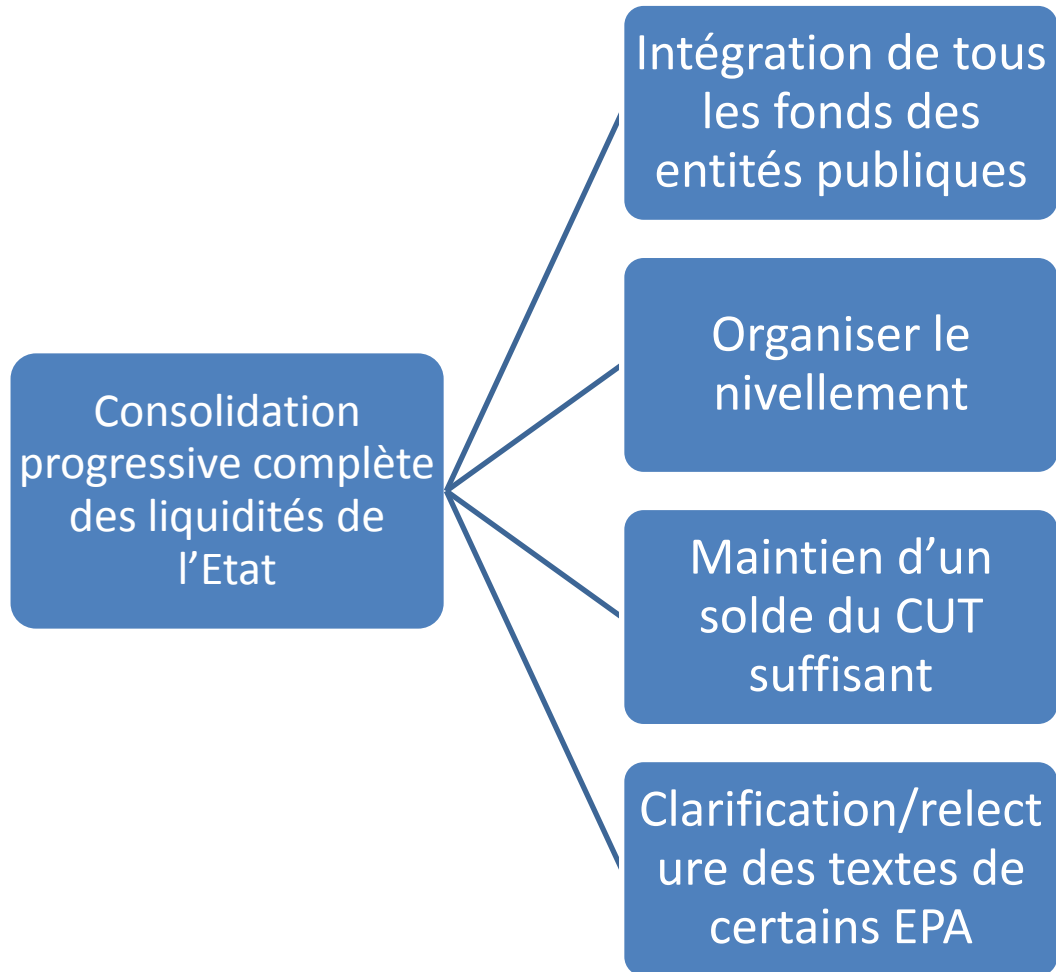 Intégration de tous
les fonds des
entités publiques
Organiser le
nivellement
Consolidation
progressive complète
des liquidités de
l’Etat
Maintien d’un
solde du CUT
suffisant
Clarification/relect
ure des textes de
certains EPA